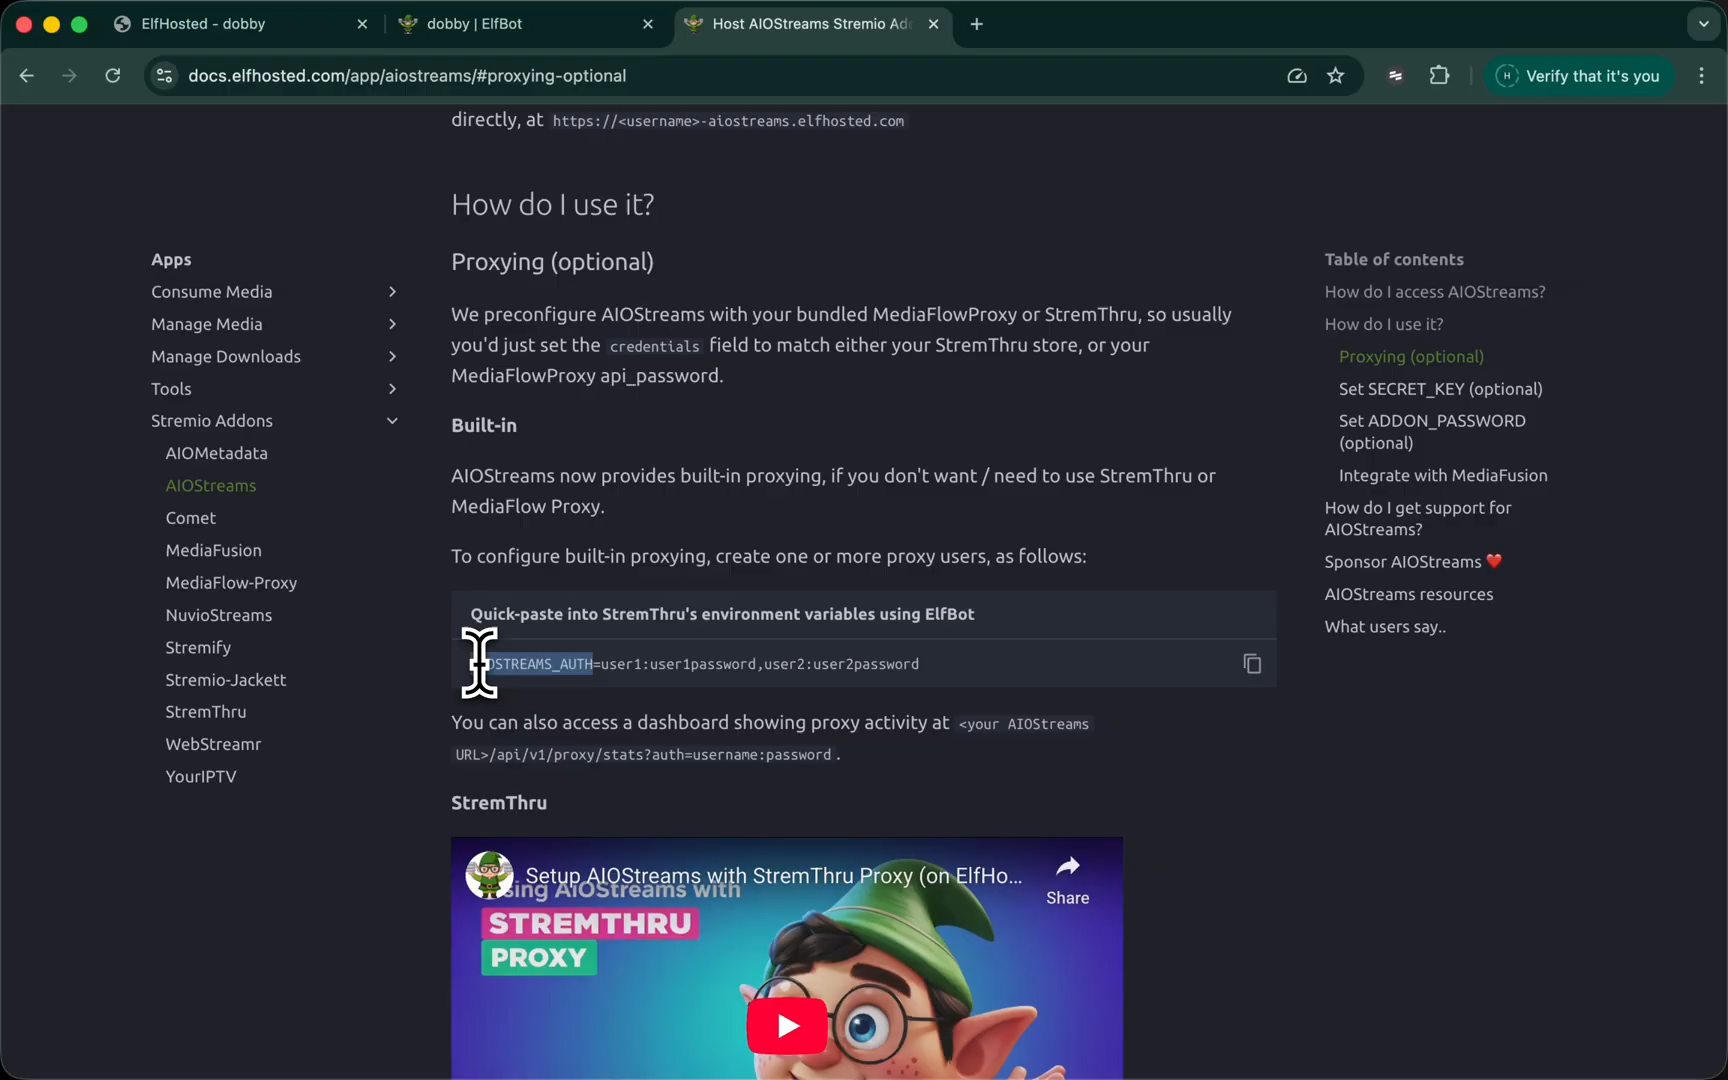 ElfHosted - dobby
dobby | ElfBot
Host AIOStreams Stremio Ad
docs.elfhosted.com/app/aiostreams/#proxying-optional
H
Verify that it's you
directly, at https://<username>-aiostreams.elfhosted.com
How do I use it?
Proxying (optional)
We preconfigure AIOStreams with your bundled MediaFlowProxy or StremThru, so usually
you'd just set the credentials field to match either your StremThru store, or your
MediaFlowProxy api_password.
Built-in
AIOStreams now provides built-in proxying, if you don't want / need to use StremThru or
MediaFlow Proxy.
To configure built-in proxying, create one or more proxy users, as follows:
Quick-paste into StremThru's environment variables using ElfBot
OSTREAMS_AUTH=user1:user1password,user2:user2password
You can also access a dashboard showing proxy activity at <your AIOStreams
URL>/api/v1/proxy/stats?auth=username:password .
StremThru
Setup AIOStreams with StremThru Proxy (on ElfHo...
Share
sing AIOStreams with
STREMTHRU
PROXY
Apps
Consume Media
Manage Media
Manage Downloads
Tools
Stremio Addons
AIOMetadata
AIOStreams
Comet
MediaFusion
MediaFlow-Proxy
NuvioStreams
Stremify
Stremio-Jackett
StremThru
WebStreamr
YourIPTV
Table of contents
How do I access AIOStreams?
How do I use it?
Proxying (optional)
Set SECRET_KEY (optional)
Set ADDON_PASSWORD
(optional)
Integrate with MediaFusion
How do I get support for
AIOStreams?
Sponsor AIOStreams ❤️
AIOStreams resources
What users say..